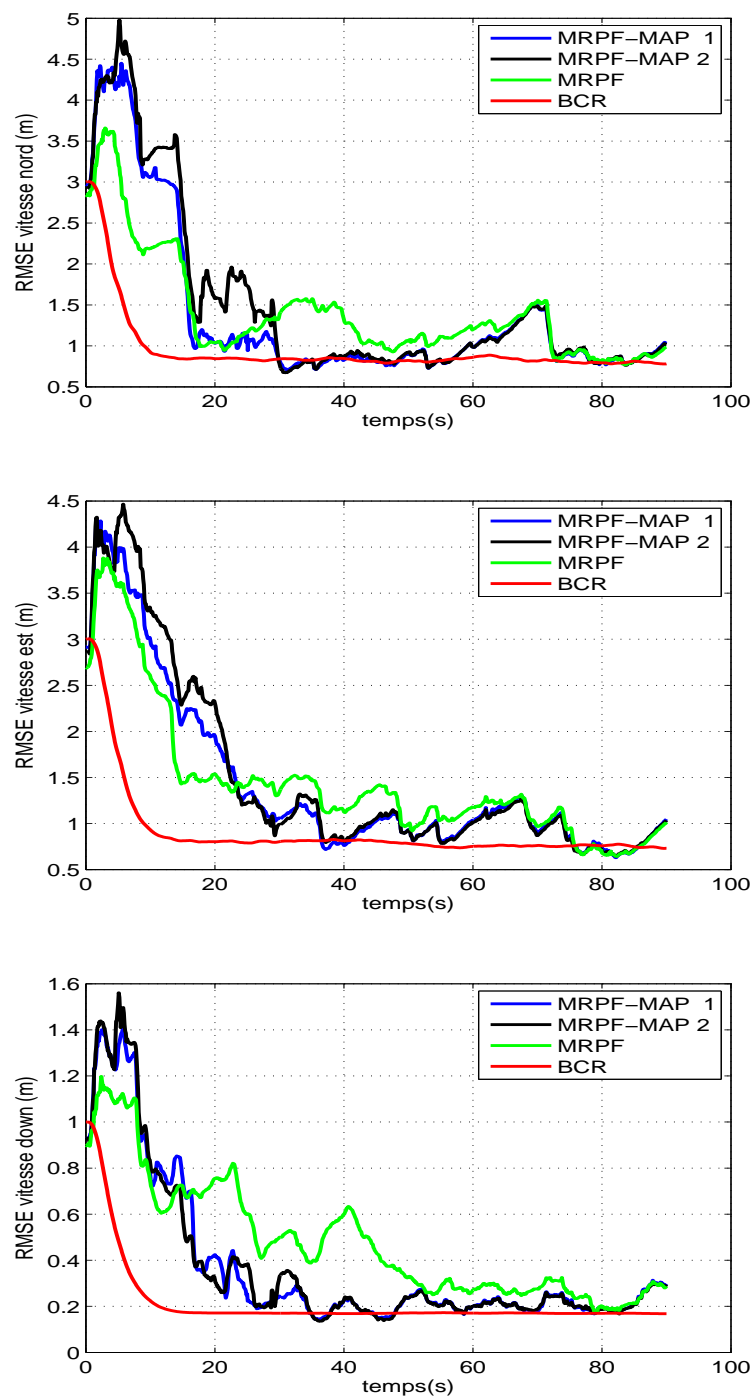 RMSE vitesse nord (m)
5
4.5
4
3.5
3
2.5
2
1.5
1
0.5
0
20
40
60
80
100
temps(s)
MRPF-MAP 1
MRPF-MAP 2
MRPF
BCR
RMSE vitesse est (m)
4.5
4
3.5
3
2.5
2
1.5
1
0.5
0
20
40
60
80
100
temps(s)
MRPF-MAP 1
MRPF-MAP 2
MRPF
BCR
RMSE vitesse down (m)
1.6
1.4
1.2
1
0.8
0.6
0.4
0.2
0
0
20
40
60
80
100
temps(s)
MRPF-MAP 1
MRPF-MAP 2
MRPF
BCR